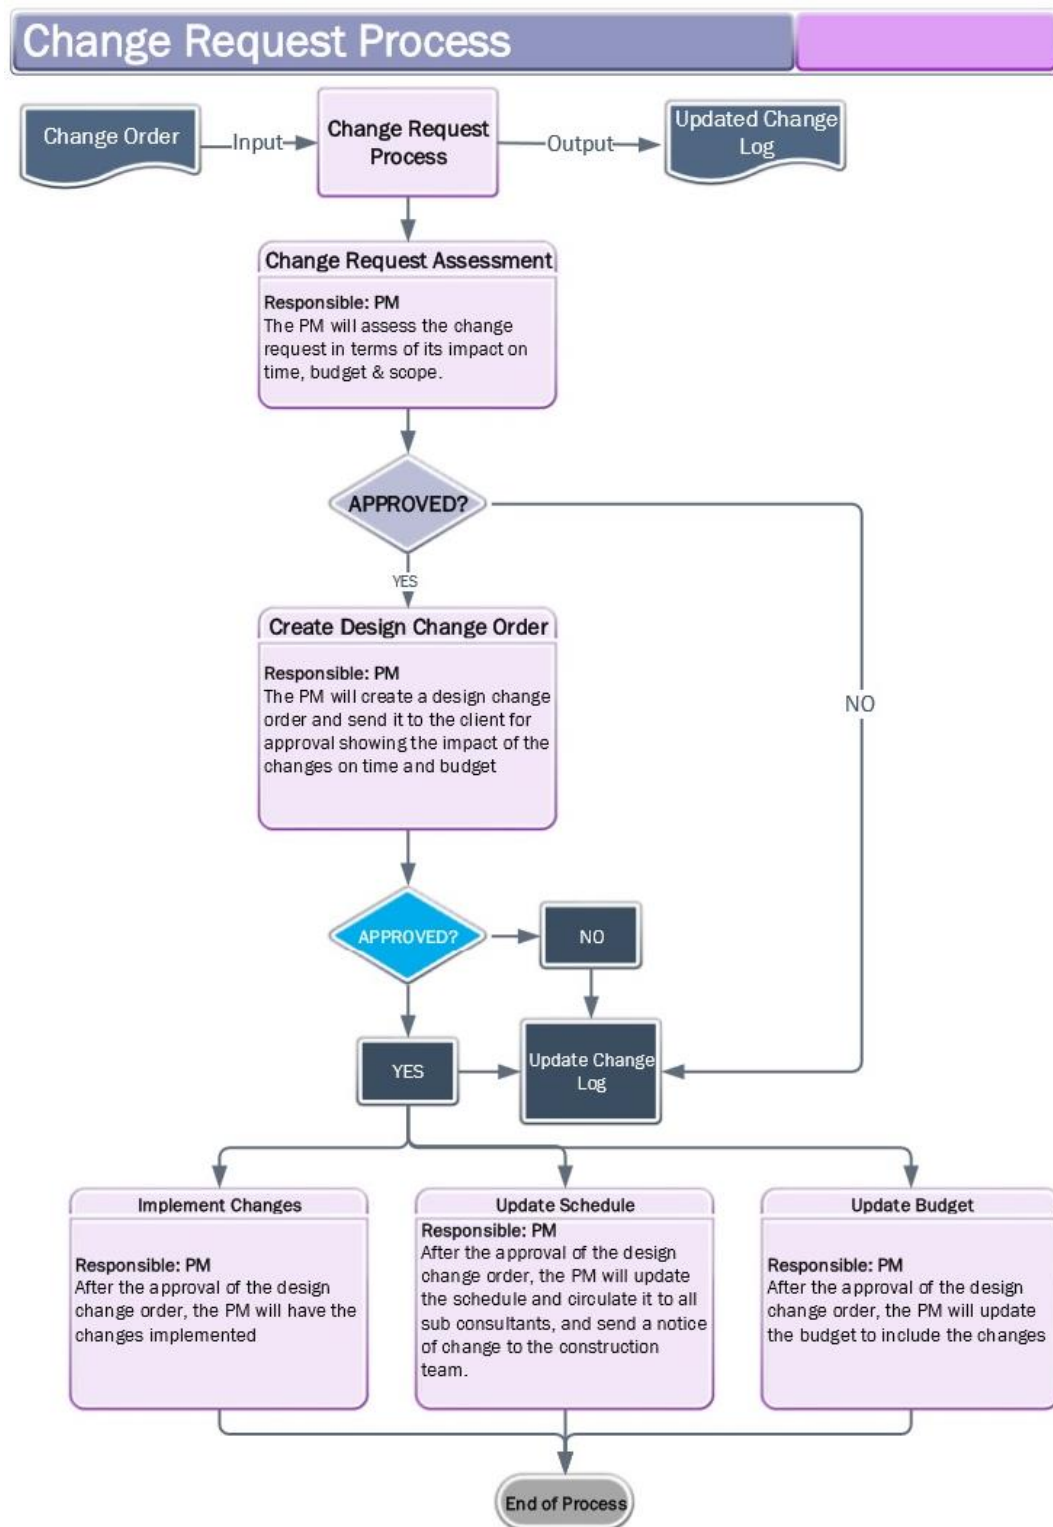 Change Request Process
Change Order
Input
Change Request
Process
Output
Updated Change
Log
Change Request Assessment
Responsible: PM
The PM will assess the change
request in terms of its impact on
time, budget & scope.
APPROVED?
YES
NO
Create Design Change Order
Responsible: PM
The PM will create a design change
order and send it to the client for
approval showing the impact of the
changes on time and budget
APPROVED?
NO
YES
Update Change
Log
Implement Changes
Responsible: PM
After the approval of the design
change order, the PM will have the
changes implemented
Update Schedule
Responsible: PM
After the approval of the design
change order, the PM will update
the schedule and circulate it to all
sub consultants, and send a notice
of change to the construction
team.
Update Budget
Responsible: PM
After the approval of the design
change order, the PM will update
the budget to include the changes
End of Process